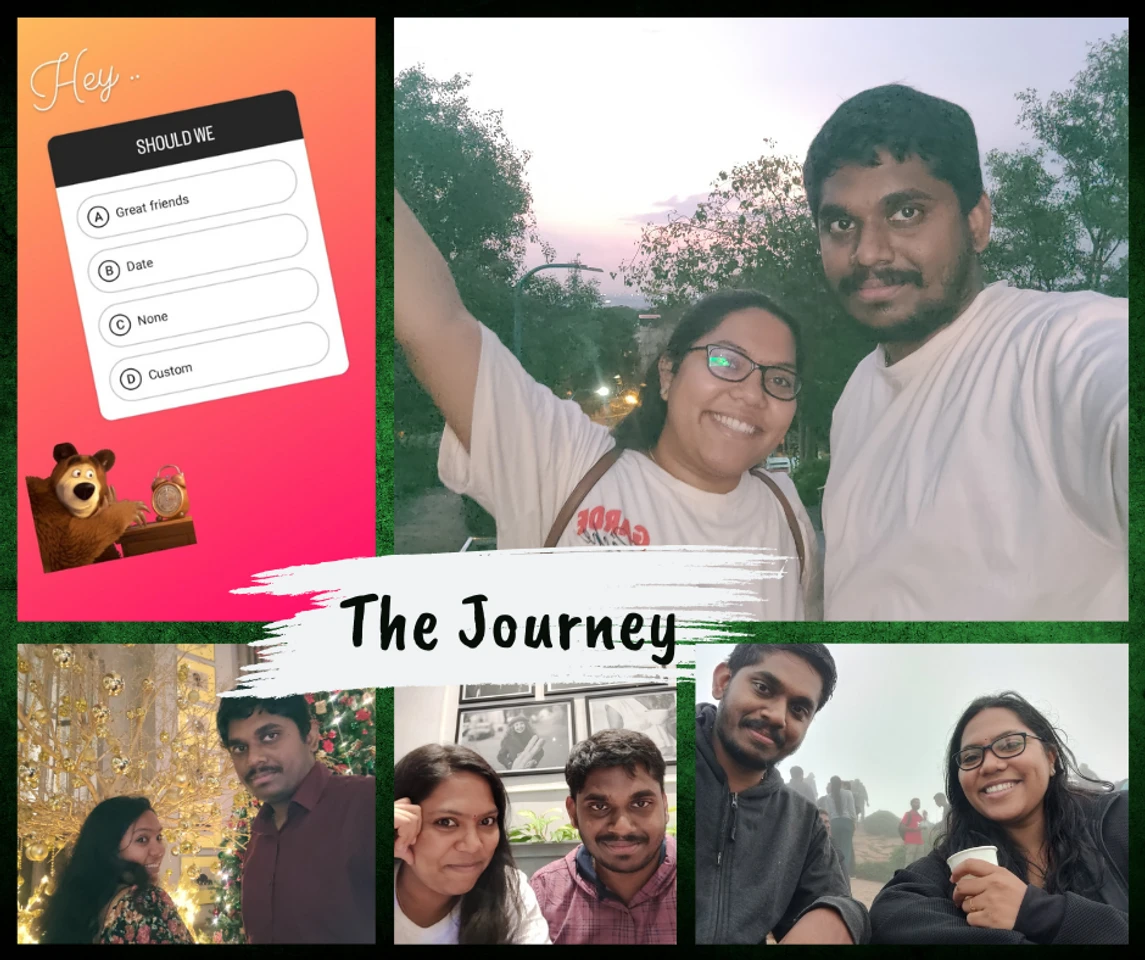 Hey ..
SHOULD WE
A Great friends
B Date
C None
D Custom
GARDE
The Journey